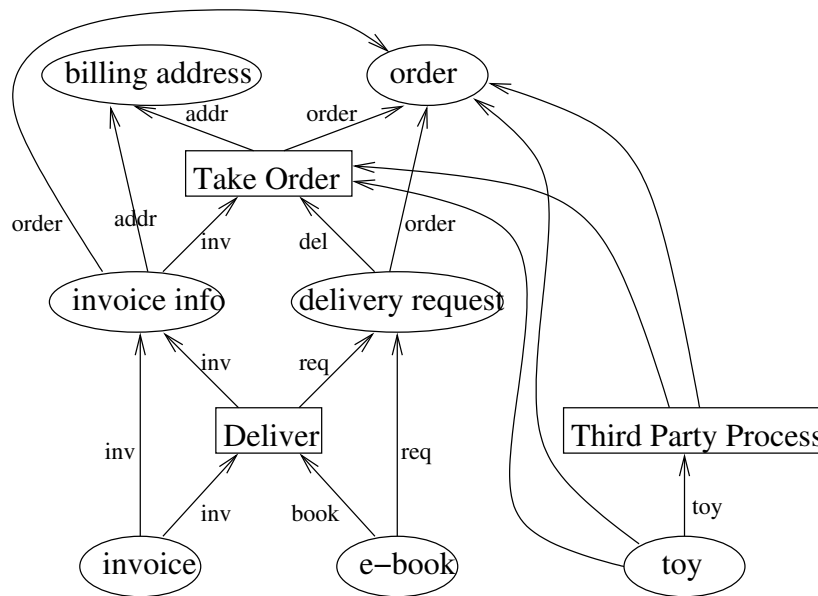 billing address
order
addr
order
Take Order
order
addr
inv
del
order
invoice info
delivery request
inv
req
Deliver
Third Party Process
inv
req
inv
book
toy
invoice
e−book
toy